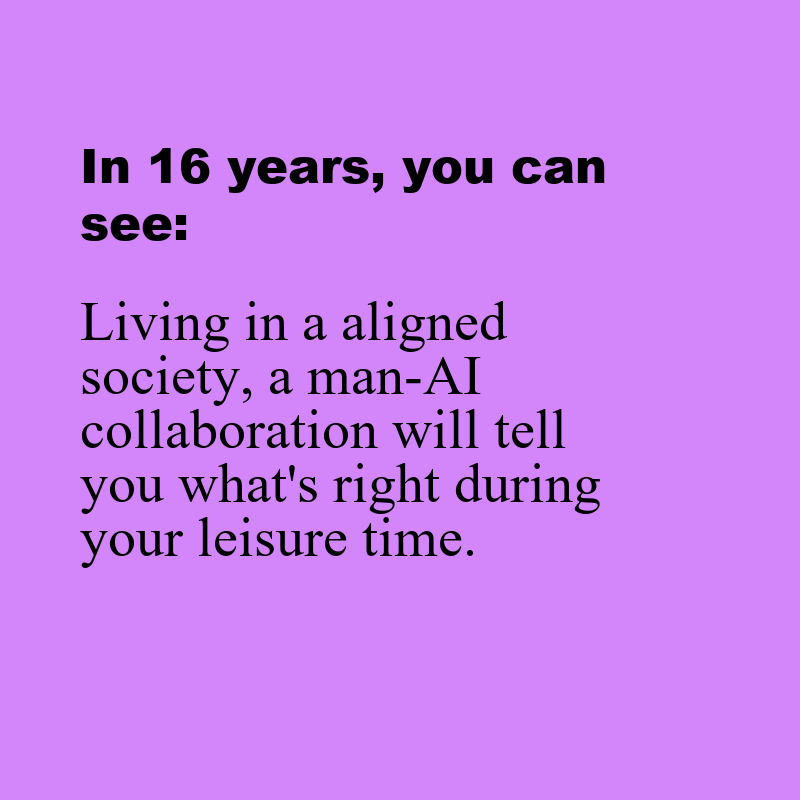 In 16 years, you can
see:
Living in a aligned
society, a man-AI
collaboration will tell
you what's right during
your leisure time.